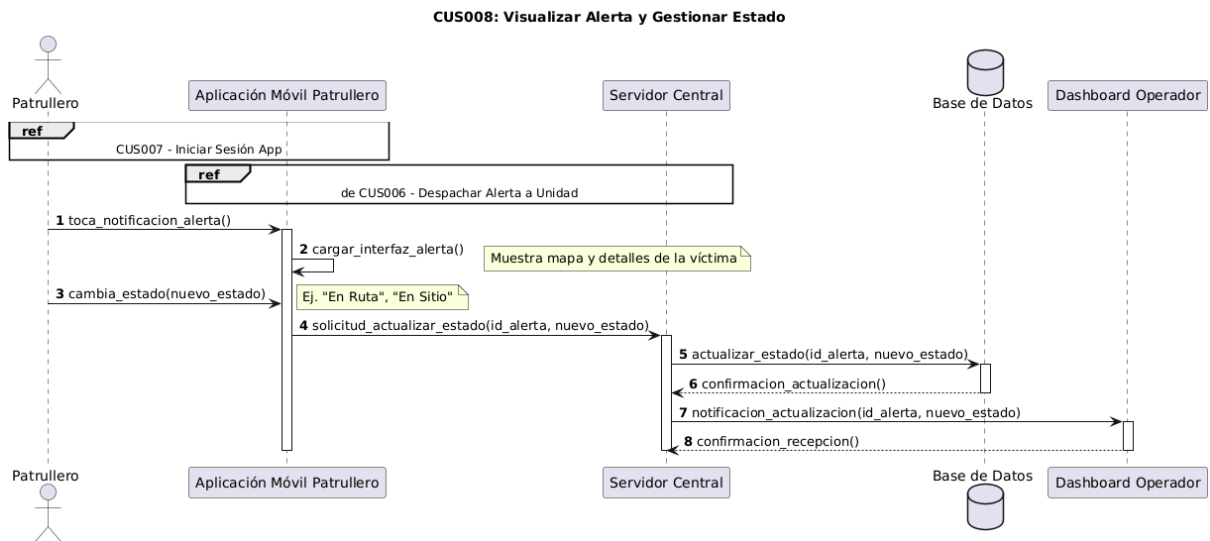 CUS008: Visualizar Alerta y Gestionar Estado
Patrullero
Aplicación Móvil Patrullero
Servidor Central
Base de Datos
Dashboard Operador
ref
CUS007 - Iniciar Sesión App
ref
de CUS006 - Despachar Alerta a Unidad
1 toca_notificacion_alerta()
2 cargar_interfaz_alerta()
Muestra mapa y detalles de la víctima
3 cambia_estado(nuevo_estado)
Ej. "En Ruta", "En Sitio"
4 solicitud_actualizar_estado(id_alerta, nuevo_estado)
5 actualizar_estado(id_alerta, nuevo_estado)
6 confirmacion_actualizacion()
7 notificacion_actualizacion(id_alerta, nuevo_estado)
8 confirmacion_recepcion()
Patrullero
Aplicación Móvil Patrullero
Servidor Central
Base de Datos
Dashboard Operador